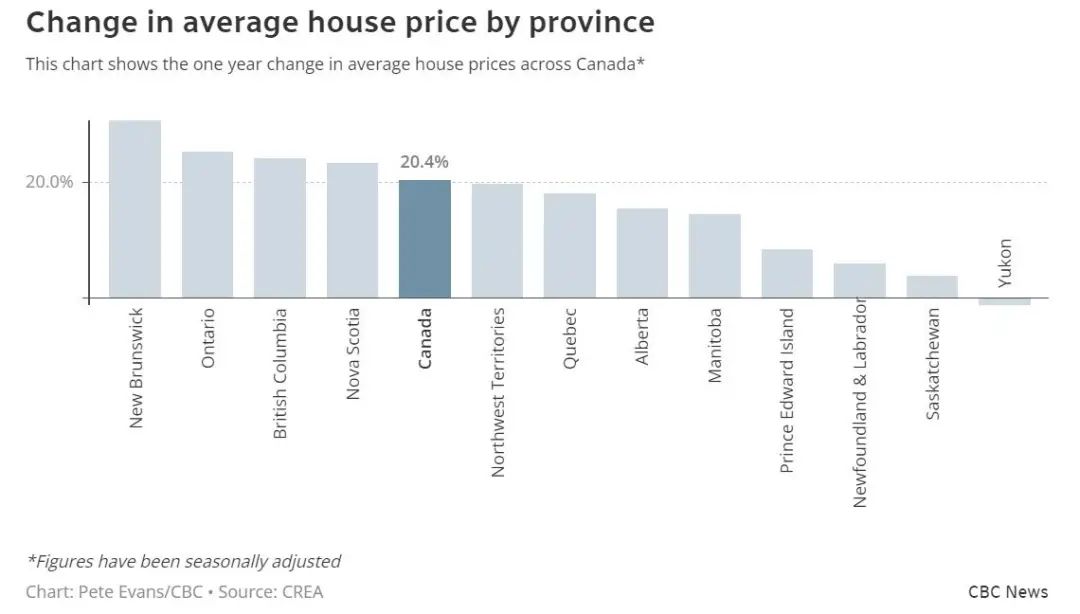 Change in average house price by province
This chart shows the one year change in average house prices across Canada*
20.4%
20.0%
New Brunswick
Ontario
British Columbia
Nova Scotia
Canada
Northwest Territories
Quebec
Alberta
Manitoba
Prince Edward Island
Newfoundland & Labrador
Saskatchewan
Yukon
*Figures have been seasonally adjusted
Chart: Pete Evans/CBC • Source: CREA
CBC News